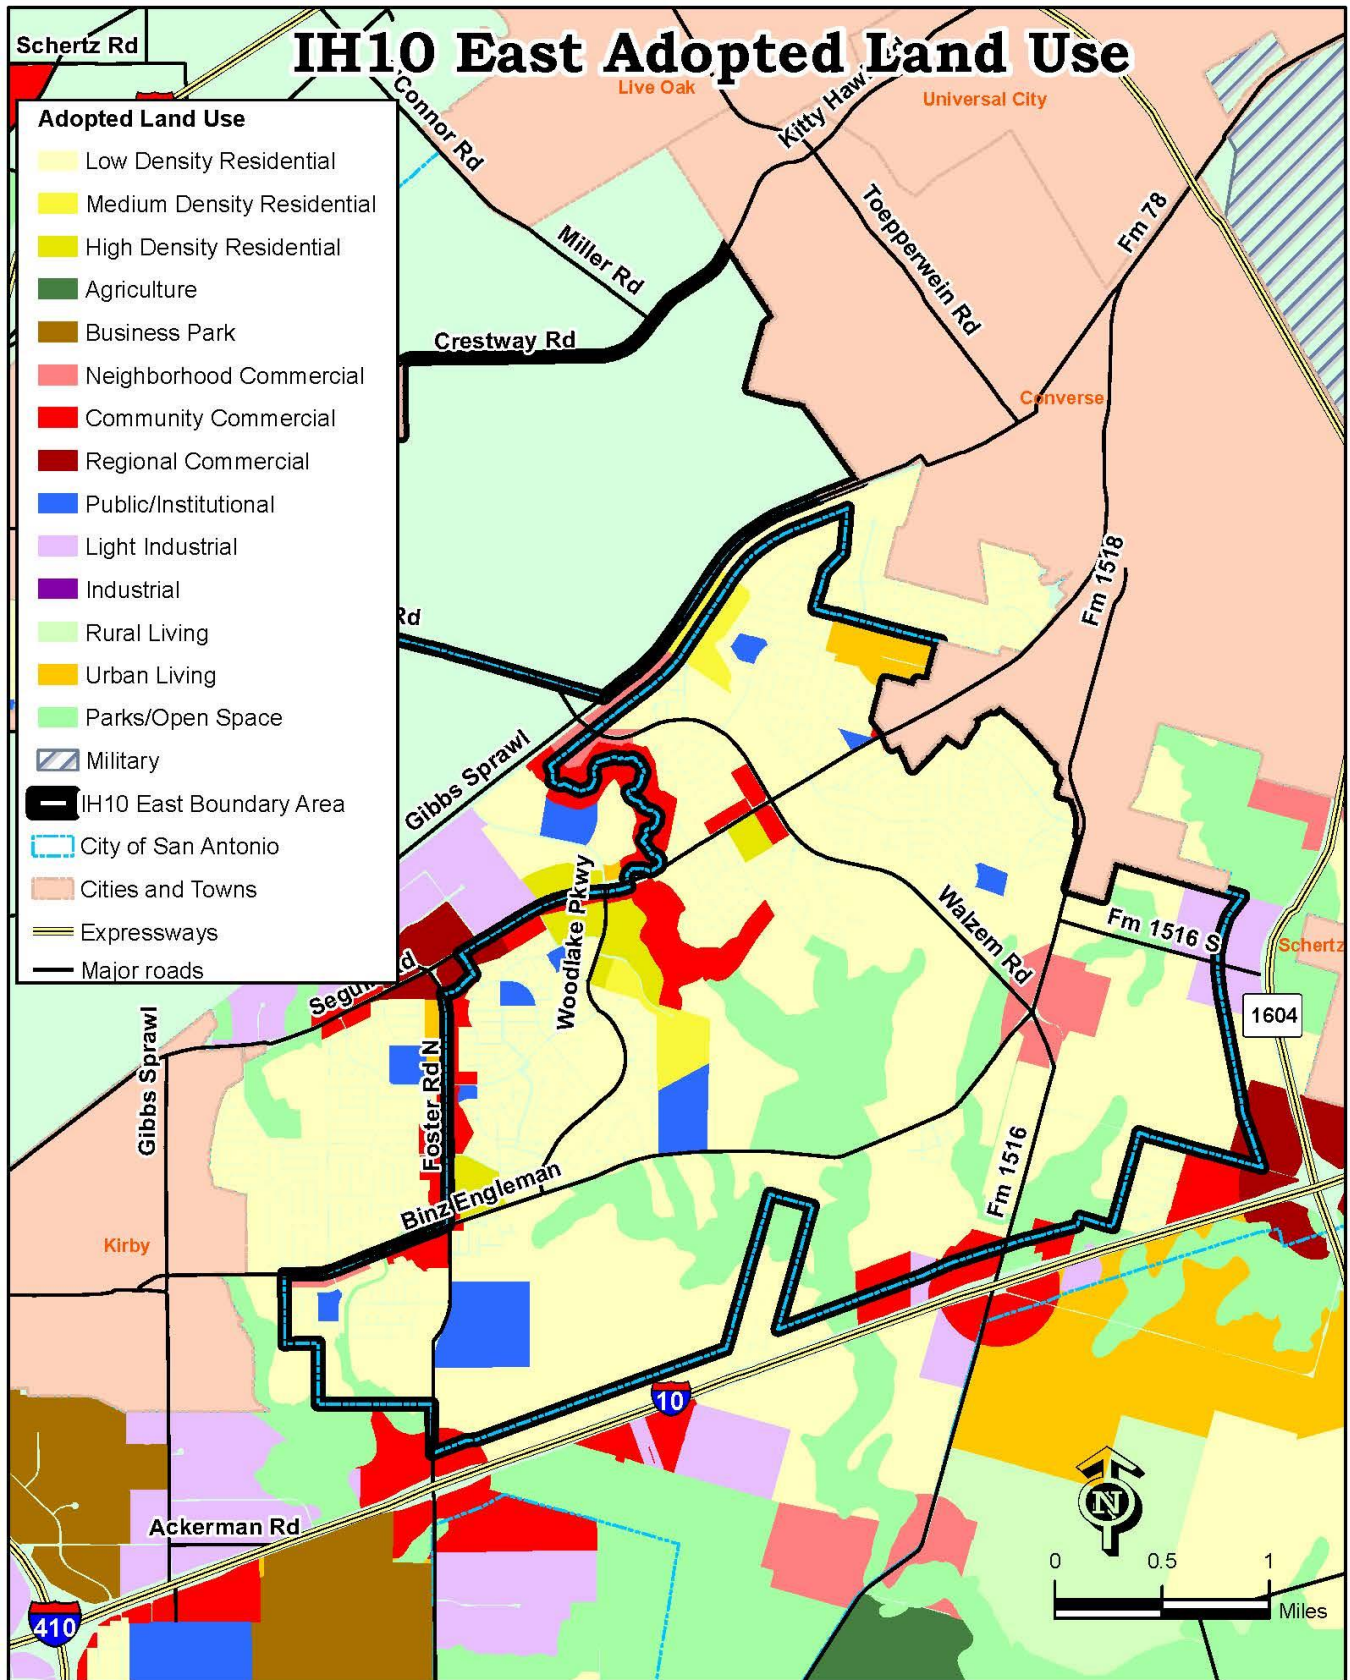 IH10 East Adopted Land Use
Schertz Rd
Live Oak
Kitty Haw
Universal City
Connor Rd
Adopted Land Use
Low Density Residential
Medium Density Residential
High Density Residential
Agriculture
Business Park
Neighborhood Commercial
Community Commercial
Regional Commercial
Public/Institutional
Light Industrial
Industrial
Rural Living
Urban Living
Parks/Open Space
Military
IH10 East Boundary Area
City of San Antonio
Cities and Towns
Expressways
Major roads
Toepperwein Rd
Fm 78
Miller Rd
Crestway Rd
Converse
Fm 1518
Rd
Gibbs Sprawl
Woodlake Pkwy
Walzem Rd
Fm 1516 S
Schertz
Rd
1604
Gibbs Sprawl
Foster Rd N
Fm 1516
Binz Engleman
Kirby
10
N
Ackerman Rd
0 0.5 1
Miles
410